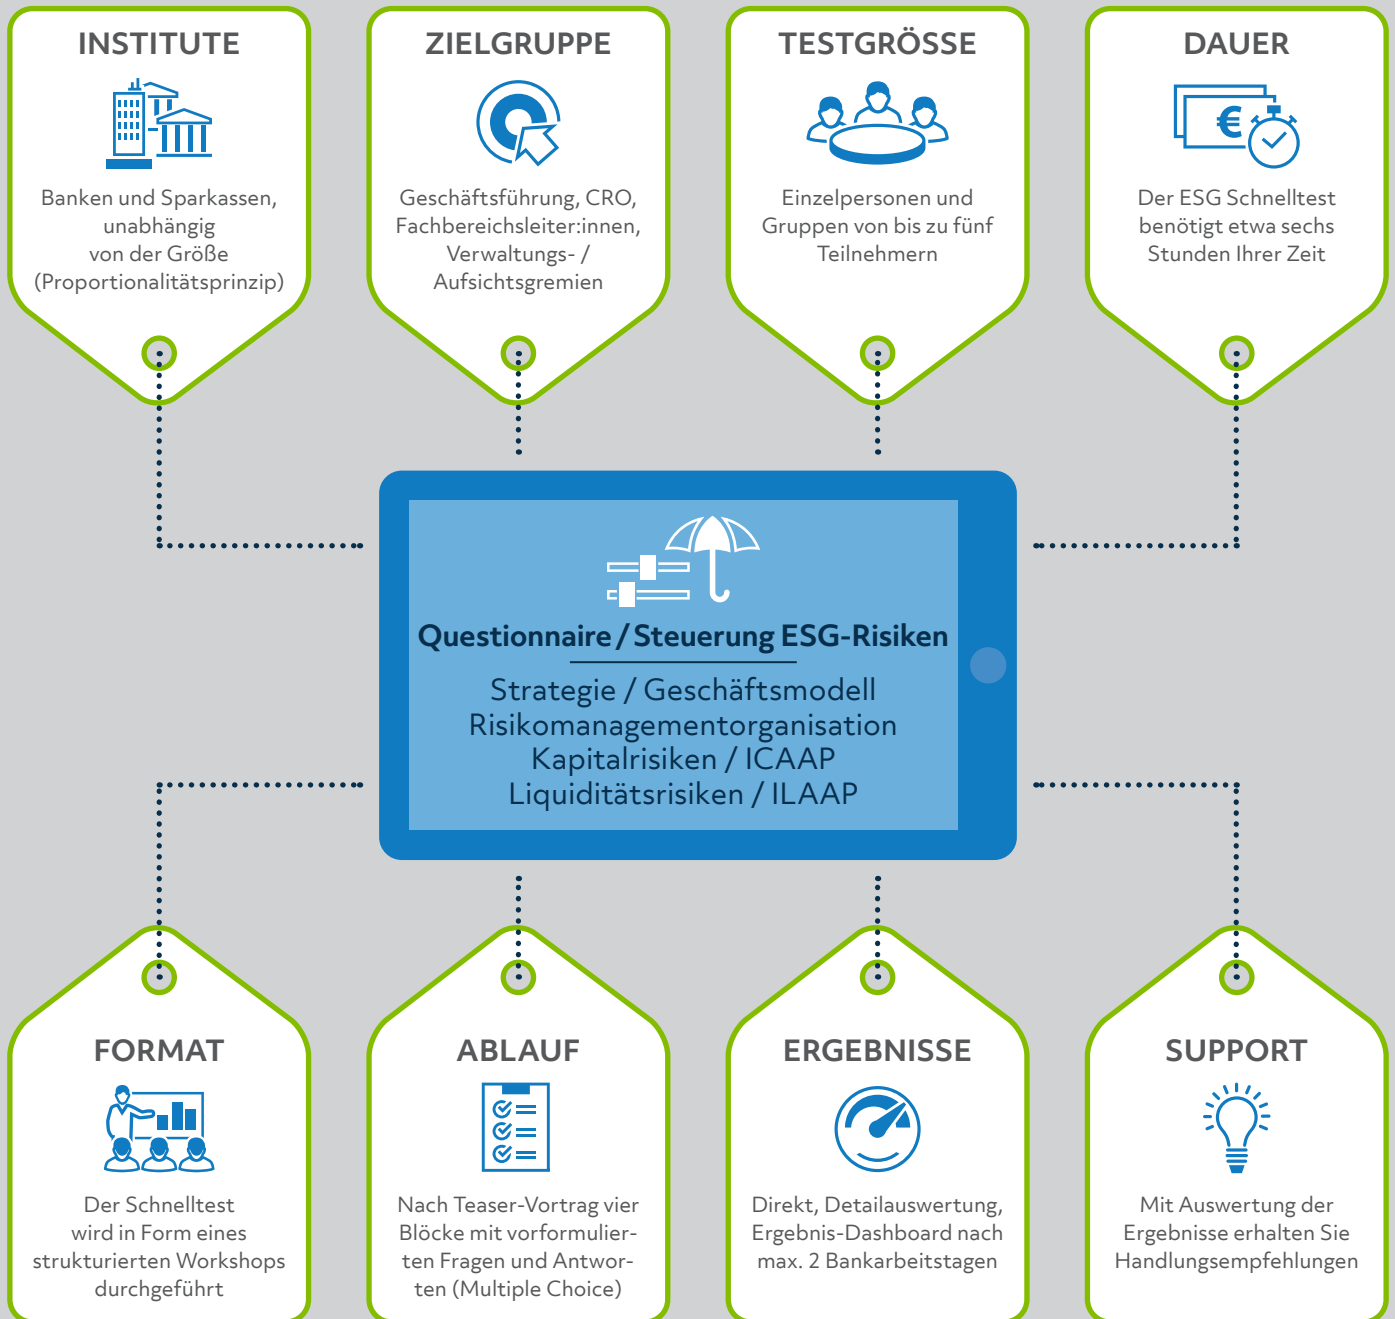 INSTITUTE
Banken und Sparkassen,
unabhängig
von der Größe
(Proportionalitätsprinzip)
ZIELGRUPPE
Geschäftsführung, CRO,
Fachbereichsleiter:innen,
Verwaltungs- /
Aufsichtsgremien
TESTGRÖSSE
Einzelpersonen und
Gruppen von bis zu fünf
Teilnehmern
DAUER
€
Der ESG Schnelltest
benötigt etwa sechs
Stunden Ihrer Zeit
Questionnaire / Steuerung ESG-Risiken
Strategie / Geschäftsmodell
Risikomanagementorganisation
Kapitalrisiken / ICAAP
Liquiditätsrisiken / ILAAP
FORMAT
Der Schnelltest
wird in Form eines
strukturierten Workshops
durchgeführt
ABLAUF
Nach Teaser-Vortrag vier
Blöcke mit vorformulier-
ten Fragen und Antwor-
ten (Multiple Choice)
ERGEBNISSE
Direkt, Detailauswertung,
Ergebnis-Dashboard nach
max. 2 Bankarbeitstagen
SUPPORT
Mit Auswertung der
Ergebnisse erhalten Sie
Handlungsempfehlungen